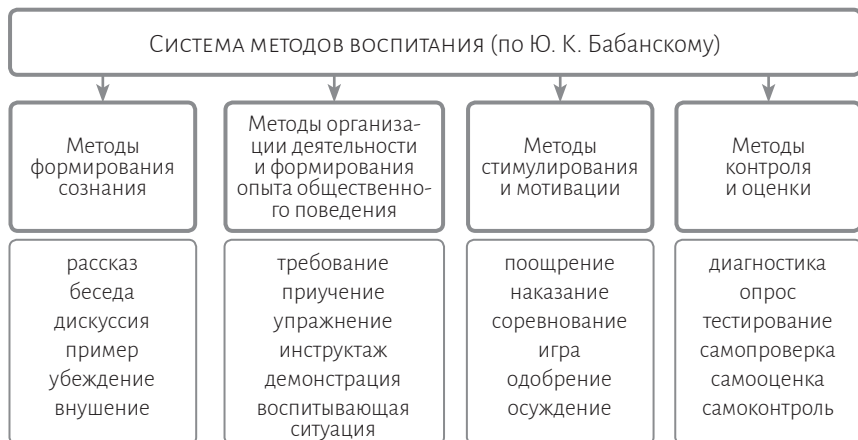 Система методов воспитания (по Ю. К. Бабанскому)
Методы
формирования
сознания
Методы организа-
ции деятельности
и формирования
опыта общественно-
го поведения
Методы
стимулирования
и мотивации
Методы
контроля
и оценки
рассказ
беседа
дискуссия
пример
убеждение
внушение
требование
приучение
упражнение
инструктаж
демонстрация
воспитывающая
ситуация
поощрение
наказание
соревнование
игра
одобрение
осуждение
диагностика
опрос
тестирование
самопроверка
самооценка
самоконтроль